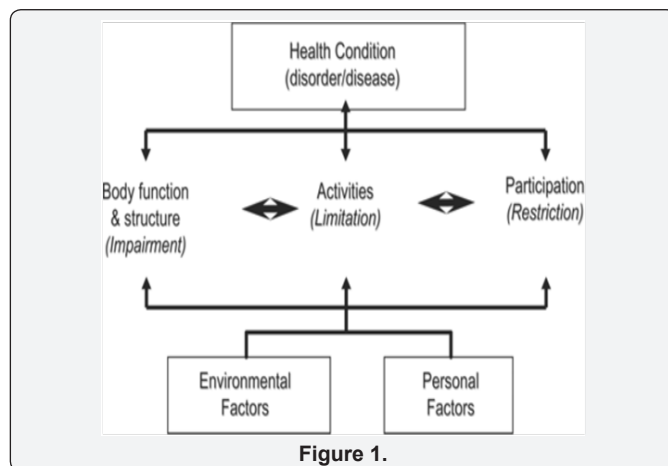 Health Condition
(disorder/disease)
Body function
& structure
(Impairment)
Activities
(Limitation)
Participation
(Restriction)
Environmental
Factors
Personal
Factors
Figure 1.